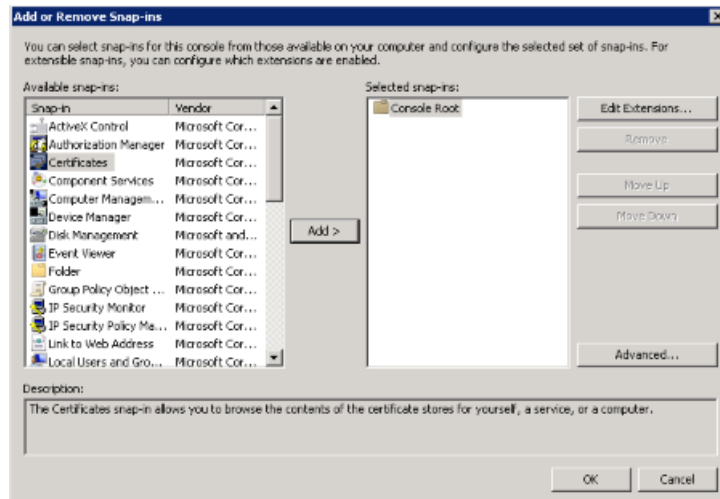 Add or Remove Snap-ins
You can select snap-ins for this console from those available on your computer and configure the selected set of snap-ins. For
extensible snap-ins, you can configure which extensions are enabled.
Available snap-ins:
Selected snap-ins:
Snap-in Vendor
ActiveX Control Microsoft Cor...
Authorization Manager Microsoft Cor...
Certificates Microsoft Cor...
Component Services Microsoft Cor...
Computer Managem... Microsoft Cor...
Device Manager Microsoft Cor...
Disk Management Microsoft and...
Event Viewer Microsoft Cor...
Folder Microsoft Cor...
Group Policy Object ... Microsoft Cor...
IP Security Monitor Microsoft Cor...
IP Security Policy Ma... Microsoft Cor...
Link to Web Address Microsoft Cor...
Local Users and Gro... Microsoft Cor...
Add >
Console Root
Edit Extensions...
Remove
Move Up
Move Down
Advanced...
Description:
The Certificates snap-in allows you to browse the contents of the certificate stores for yourself, a service, or a computer.
OK Cancel